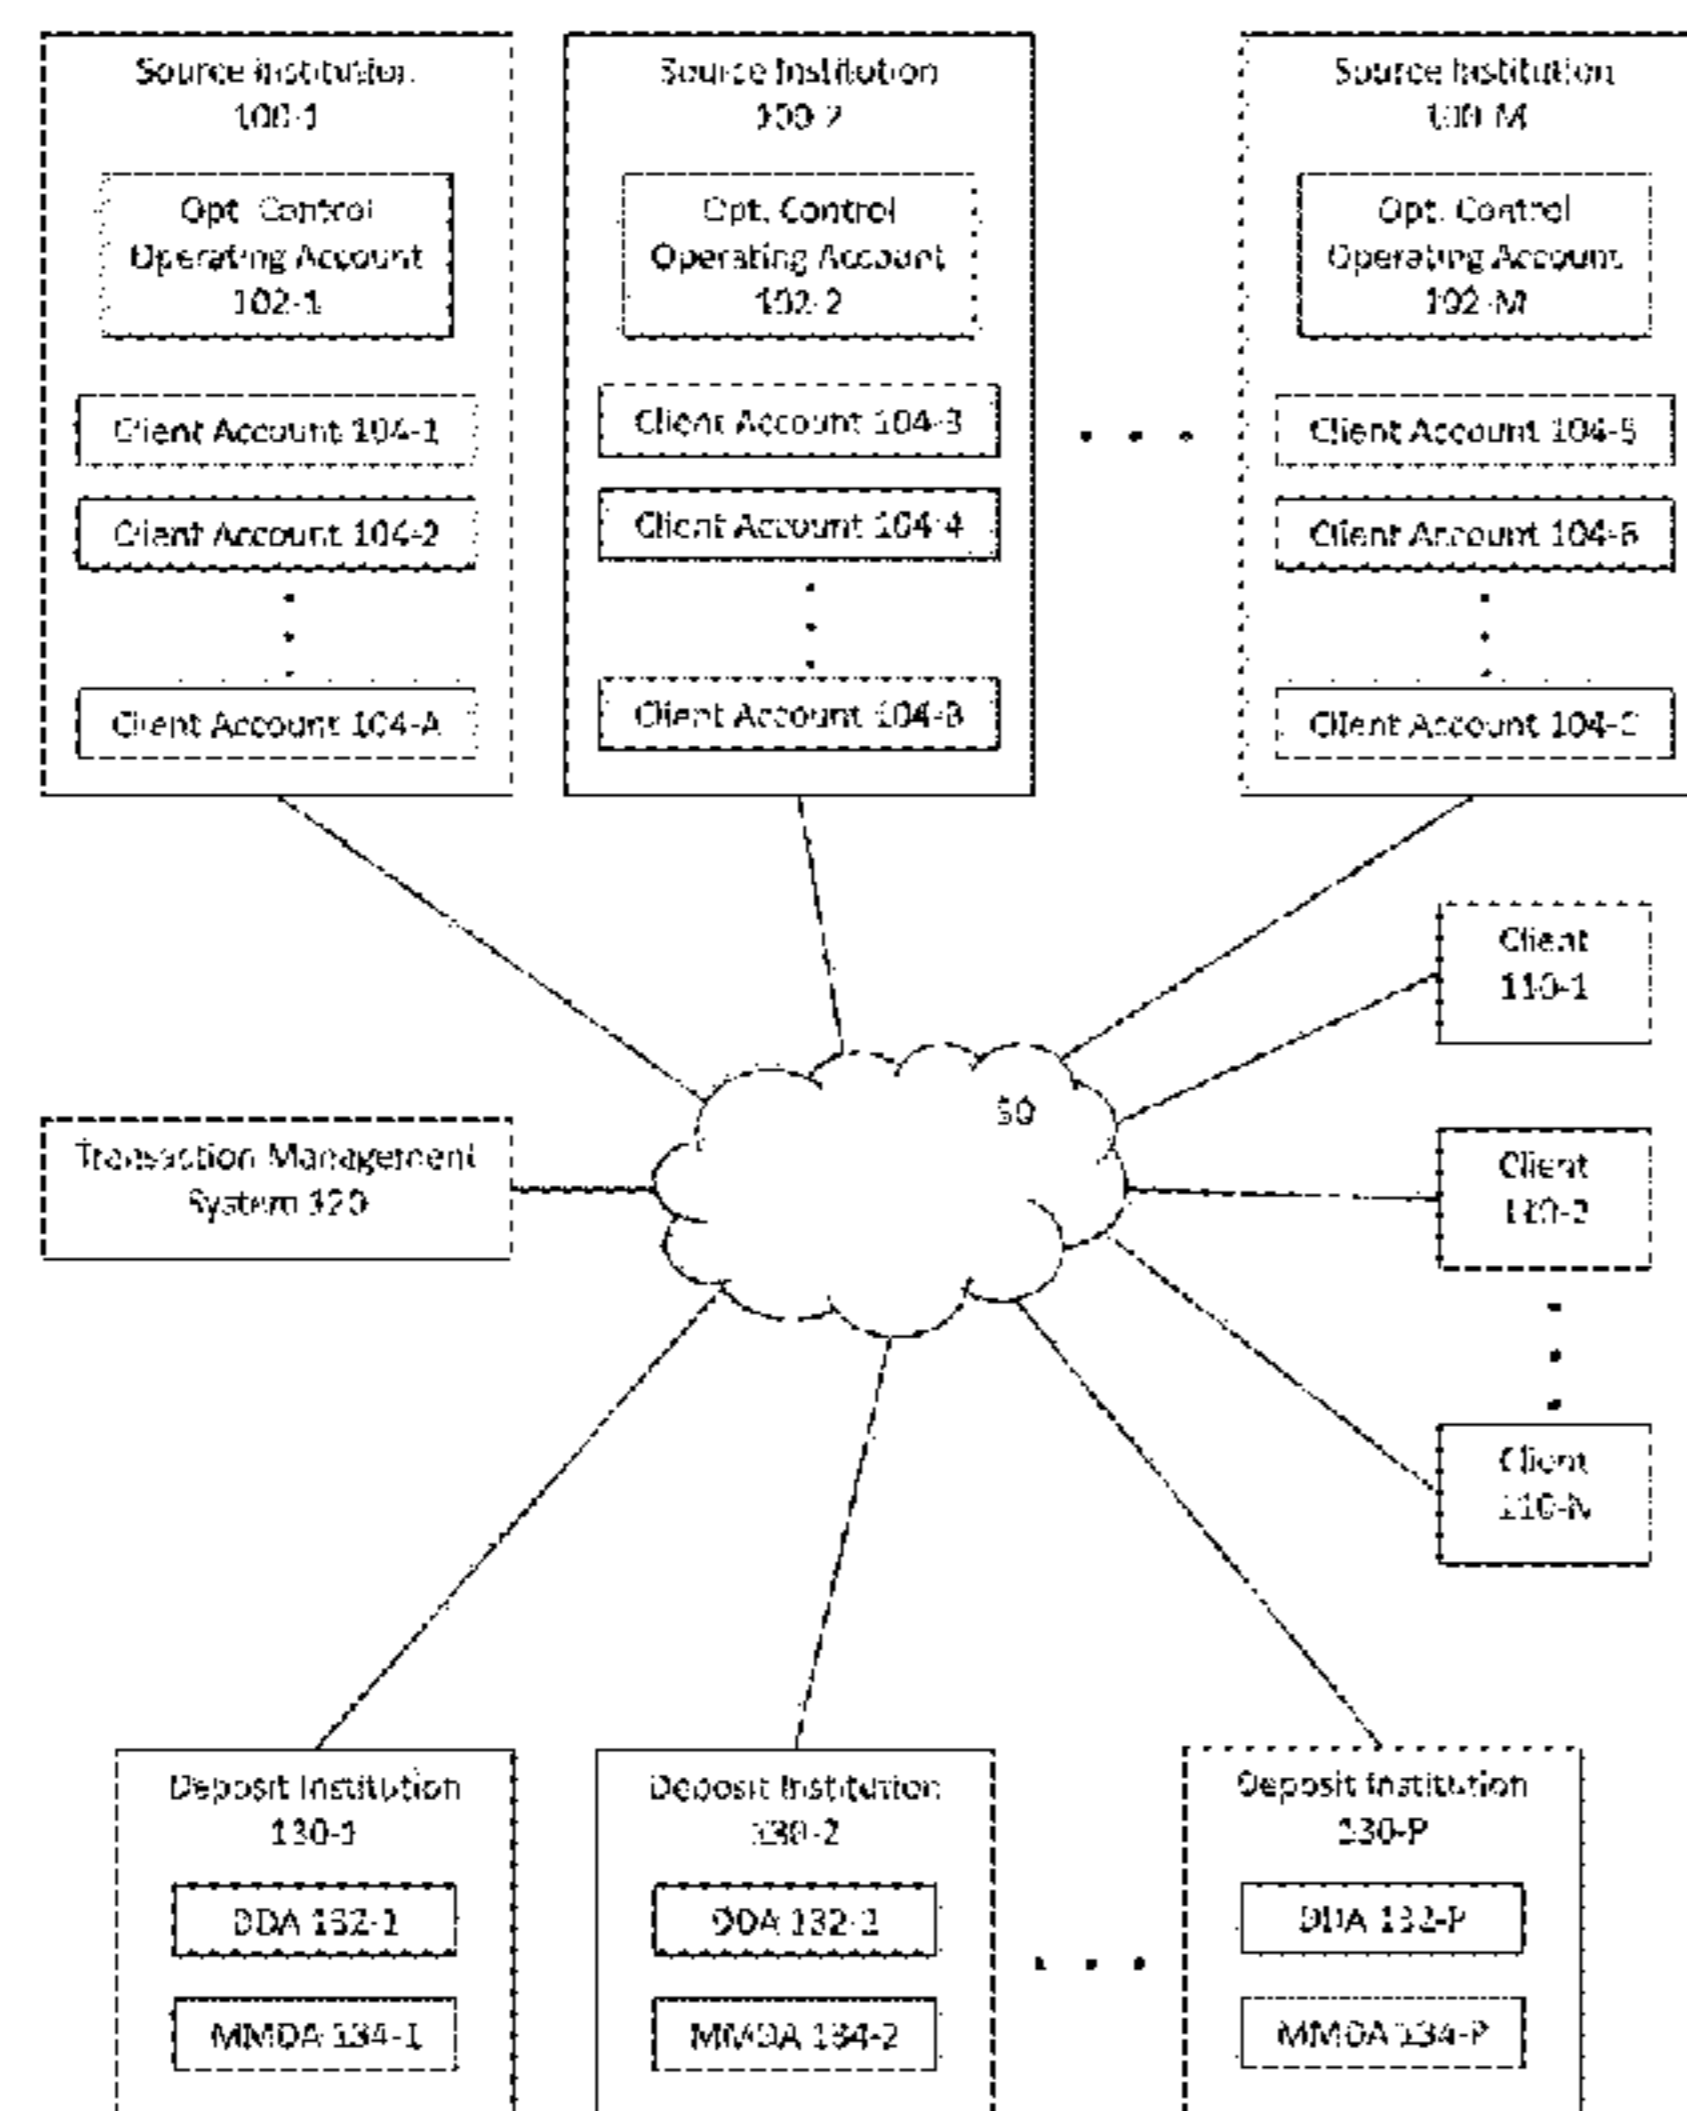 Source Institution
100-1
Opt. Control
Operating Account
102-1
Client Account 104-1
Client Account 104-2
Client Account 104-A
Source Institution
100-2
Opt. Control
Operating Account
102-2
Client Account 104-3
Client Account 104-4
Client Account 104-B
Source Institution
100-M
Opt. Control
Operating Account
102-M
Client Account 104-5
Client Account 104-6
Client Account 104-C
Client
110-1
50
Transaction Management
System 120
Client
110-2
Client
110-N
Deposit Institution
130-1
DDA 132-1
MMDA 134-1
Deposit Institution
130-2
DDA 132-2
MMDA 134-2
Deposit Institution
130-P
DDA 132-P
MMDA 134-P